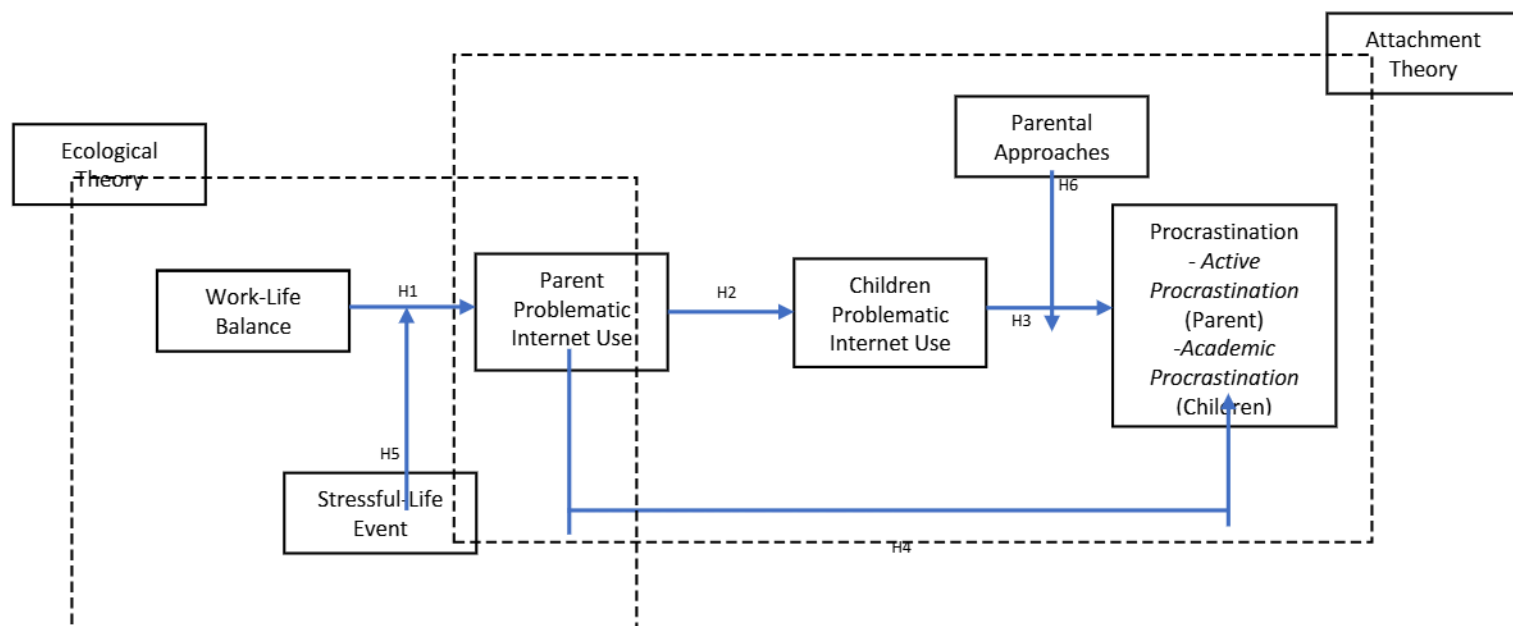 Attachment
Theory
Parental
Approaches
H6
Ecological
Theory
Procrastination
- Active
Procrastination
(Parent)
-Academic
Procrastination
(Children)
Work-Life
Balance
H1
Parent
Problematic
Internet Use
H2
Children
Problematic
Internet Use
H3
H5
Stressful-Life
Event
H4